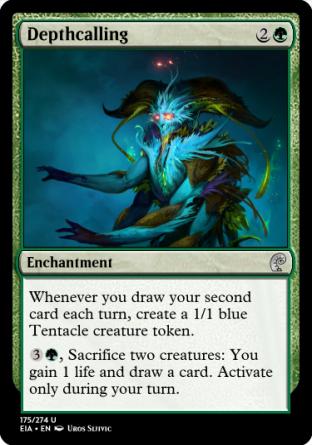 Depthcalling 2
Enchantment
Whenever you draw your second
card each turn, create a 1/1 blue
Tentacle creature token.
3, Sacrifice two creatures: You
gain 1 life and draw a card. Activate
only during your turn.
175/274 U
EIA • EN Uros Sljivic